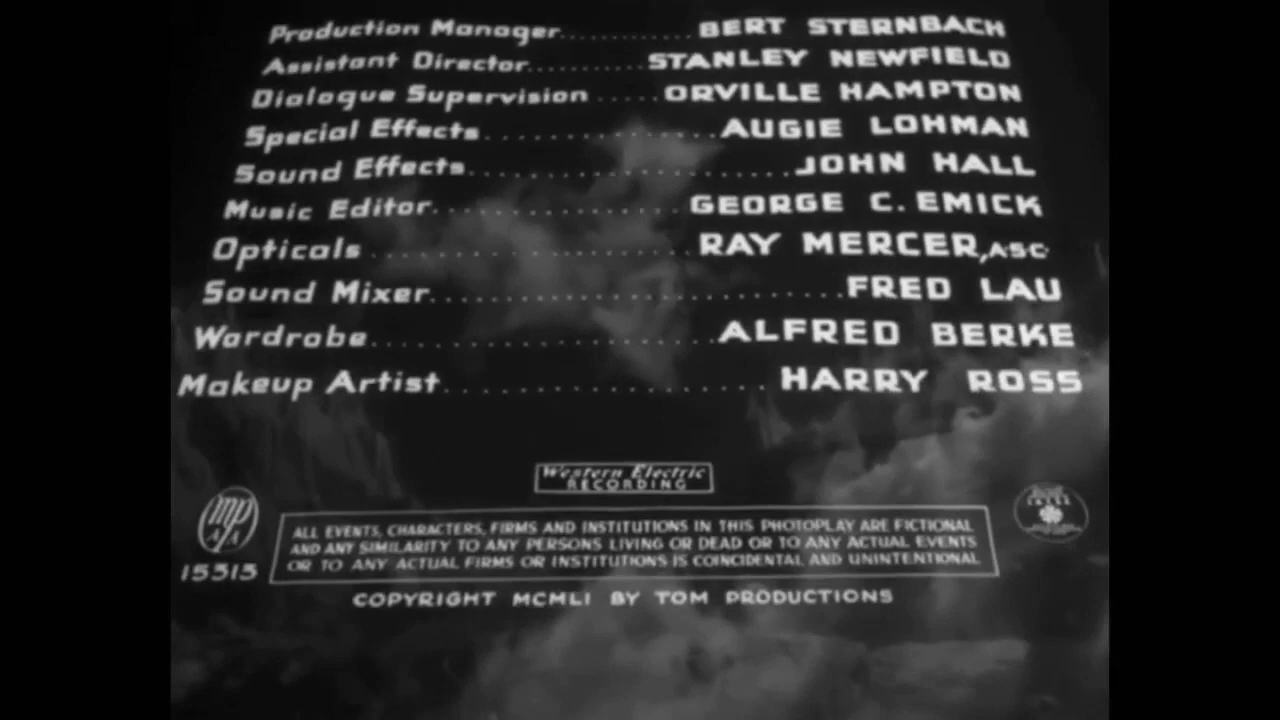 Production Manager............BERT STERNBACH
Assistant Director..........STANLEY NEWFIELD
Dialogue Supervision.....ORVILLE HAMPTON
Special Effects....................AUGIE LOHMAN
Sound Effects............................JOHN HALL
Music Editor......................GEORGE C. EMICK
Opticals..........................RAY MERCER, A S C
Sound Mixer...................................FRED LAU
Wardrobe...........................ALFRED BERKE
Makeup Artist........................HARRY ROSS
Western Electric
RECORDING
MP
A/A
15313
ALL EVENTS, CHARACTERS, FIRMS AND INSTITUTIONS IN THIS PHOTOPLAY ARE FICTIONAL
AND ANY SIMILARITY TO ANY PERSONS LIVING OR DEAD OR TO ANY ACTUAL EVENTS
OR TO ANY ACTUAL FIRMS OR INSTITUTIONS IS COINCIDENTAL AND UNINTENTIONAL
I.A.T.S.E.
COPYRIGHT MCMLI BY TOM PRODUCTIONS